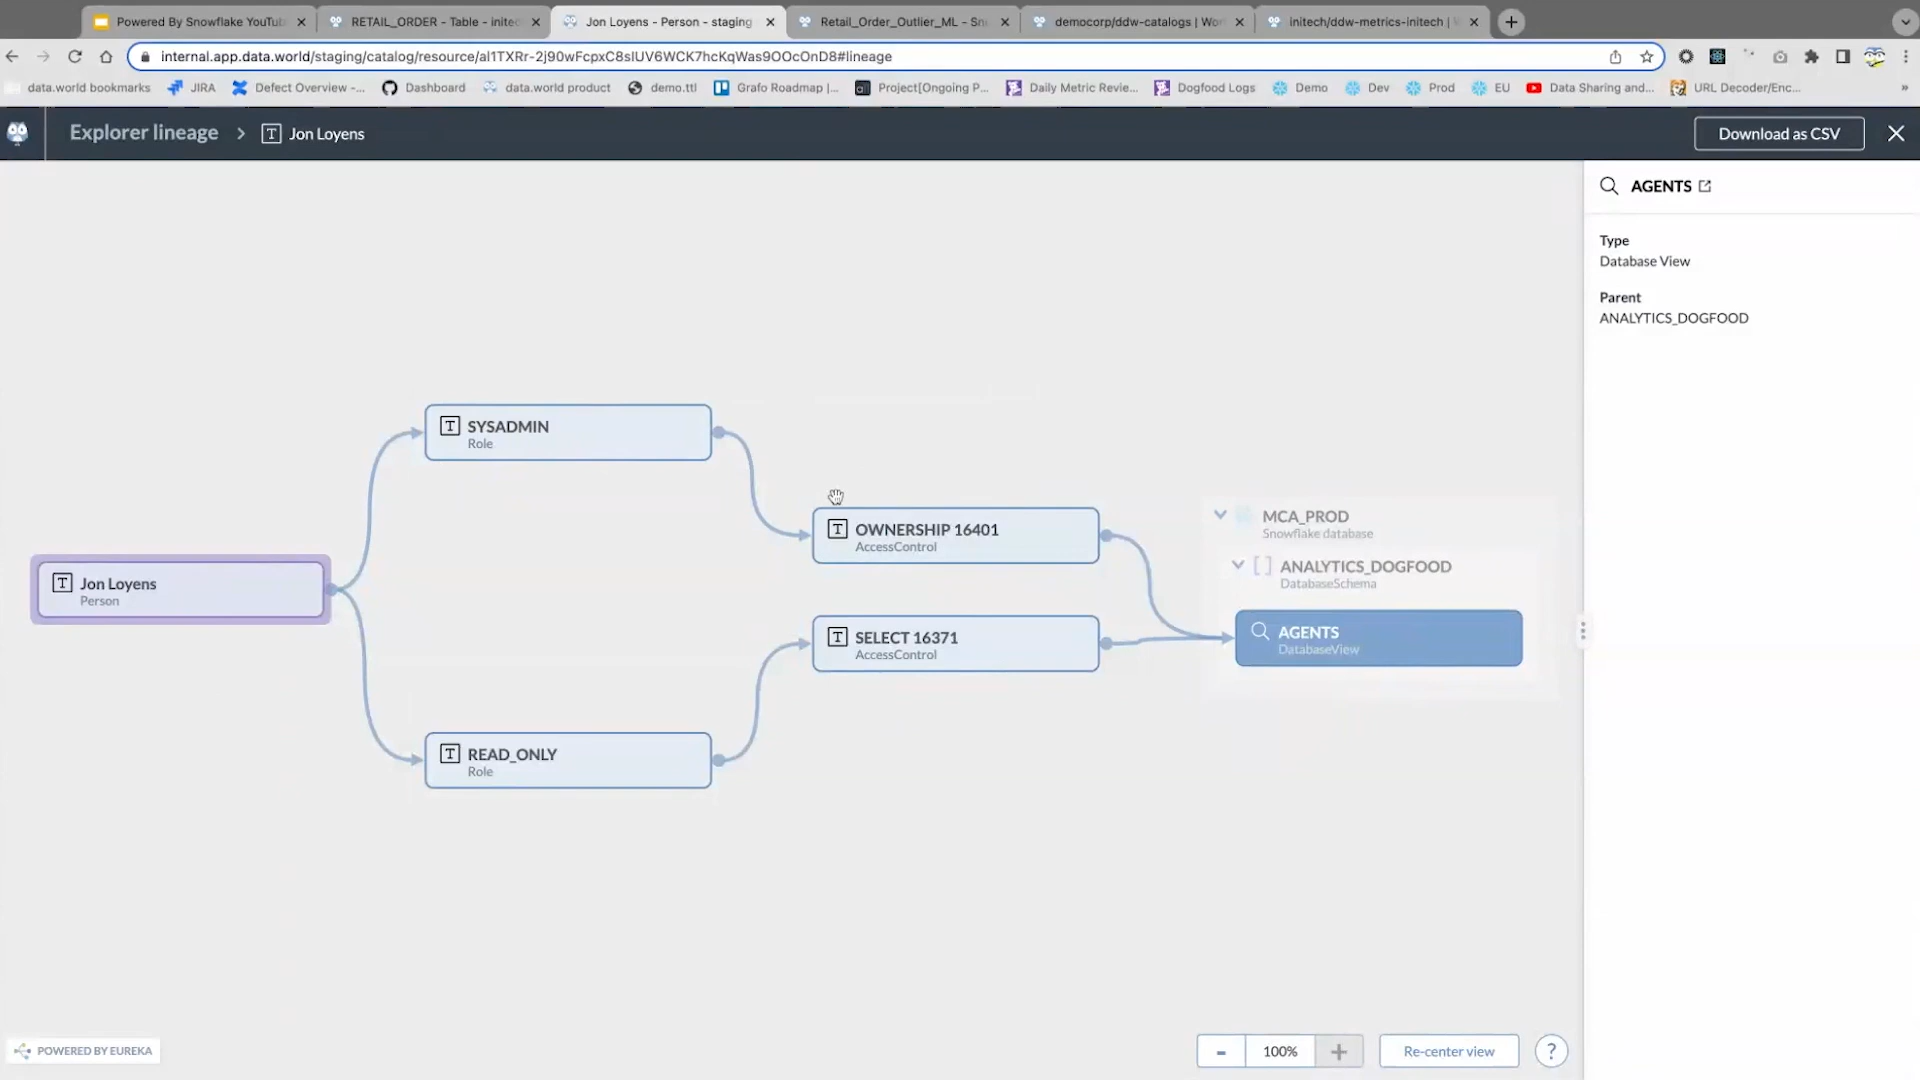 Powered By Snowflake YouTub
RETAIL_ORDER - Table - initec
Jon Loyens - Person - staging
Retail_Order_Outlier_ML - Sn
democorp/ddw-catalogs | Wor
initech/ddw-metrics-initech | W
internal.app.data.world/staging/catalog/resource/al1TXRr-2j90wFcpxC8slUV6WCK7hcKqWas9OOcOnD8#lineage
data.world bookmarks
JIRA
Defect Overview -...
Dashboard
data.world product
demo.ttl
Grafo Roadmap |...
Project[Ongoing P...
Daily Metric Revie...
Dogfood Logs
Demo
Dev
Prod
EU
Data Sharing and...
URL Decoder/Enc...
»
Explorer lineage > T Jon Loyens
Download as CSV
AGENTS
Type
Database View
Parent
ANALYTICS_DOGFOOD
T SYSADMIN
Role
T OWNERSHIP 16401
AccessControl
MCA_PROD
Snowflake database
[ ] ANALYTICS_DOGFOOD
DatabaseSchema
T Jon Loyens
Person
T SELECT 16371
AccessControl
AGENTS
DatabaseView
T READ_ONLY
Role
POWERED BY EUREKA
- 100% +
Re-center view
?